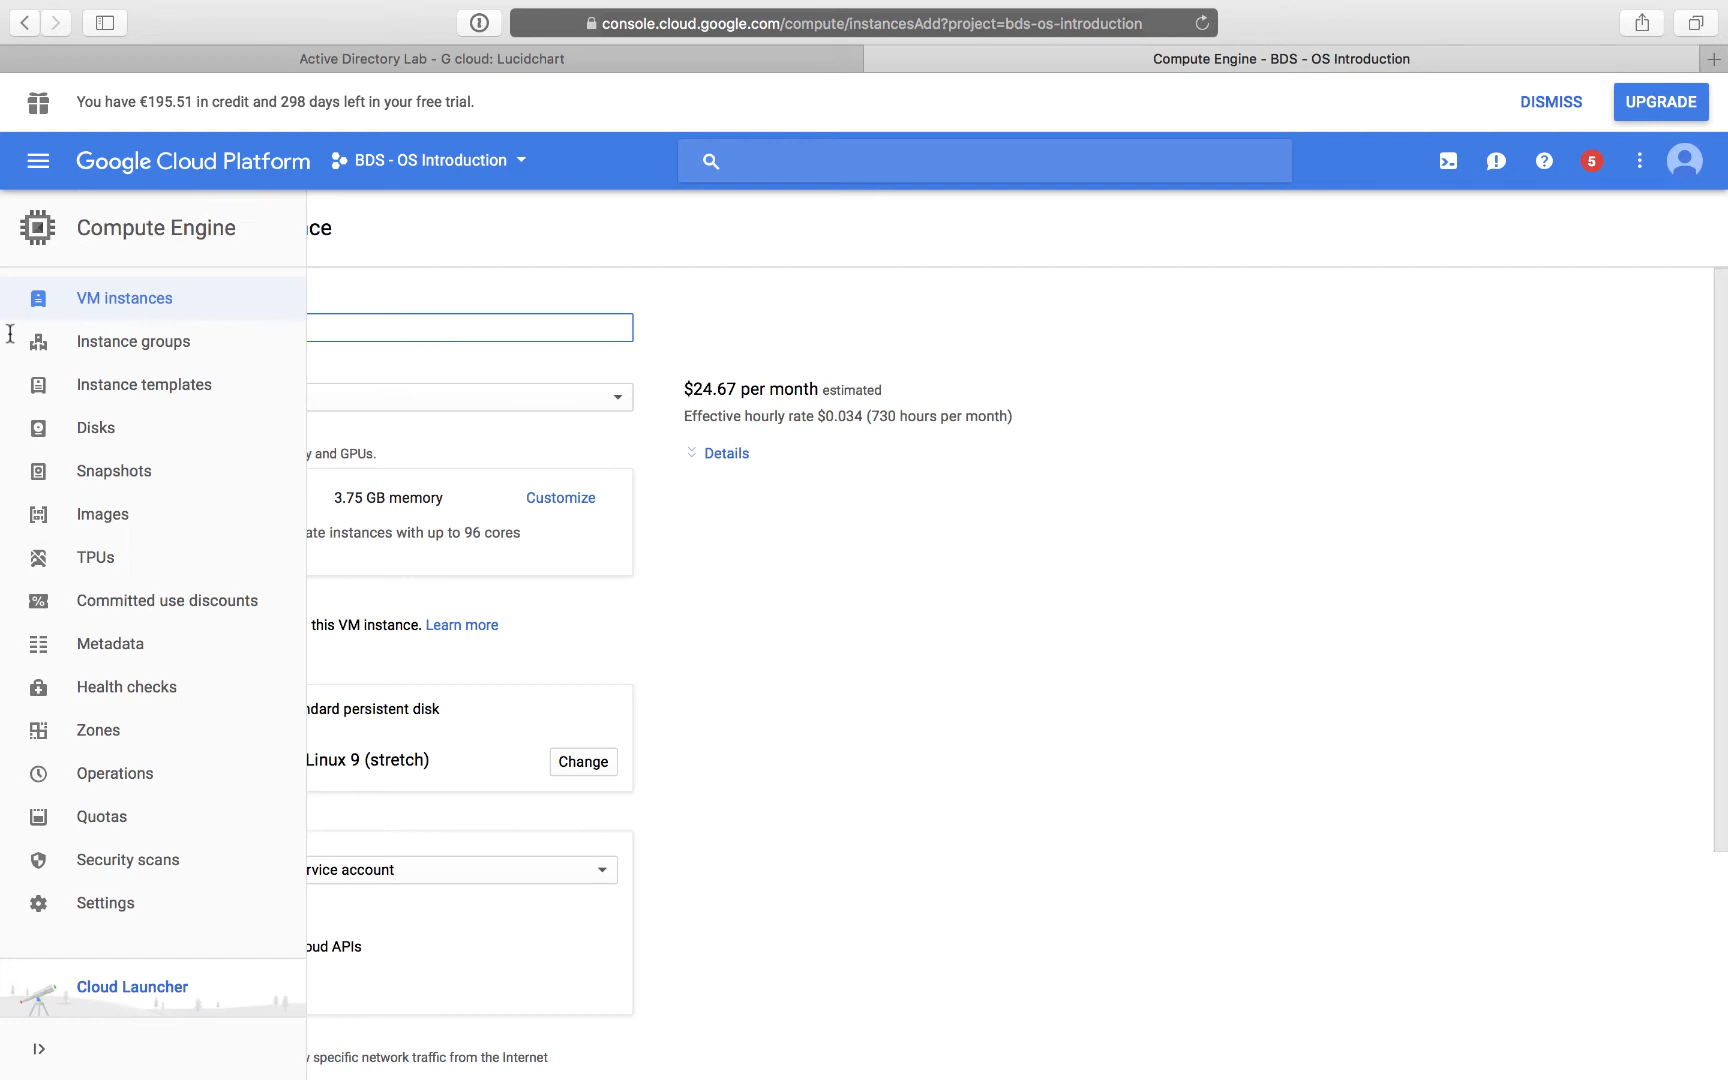 console.cloud.google.com/compute/instancesAdd?project=bds-os-introduction
Active Directory Lab - G cloud: Lucidchart
Compute Engine - BDS - OS Introduction
You have €195.51 in credit and 298 days left in your free trial.
DISMISS
UPGRADE
Google Cloud Platform
BDS - OS Introduction
5
Compute Engine
ce
VM instances
Instance groups
Instance templates
$24.67 per month estimated
Effective hourly rate $0.034 (730 hours per month)
Disks
y and GPUs.
Details
Snapshots
3.75 GB memory
Customize
Images
ate instances with up to 96 cores
TPUs
Committed use discounts
this VM instance. Learn more
Metadata
Health checks
ndard persistent disk
Zones
Linux 9 (stretch)
Change
Operations
Quotas
Security scans
rvice account
Settings
oud APIs
Cloud Launcher
specific network traffic from the Internet